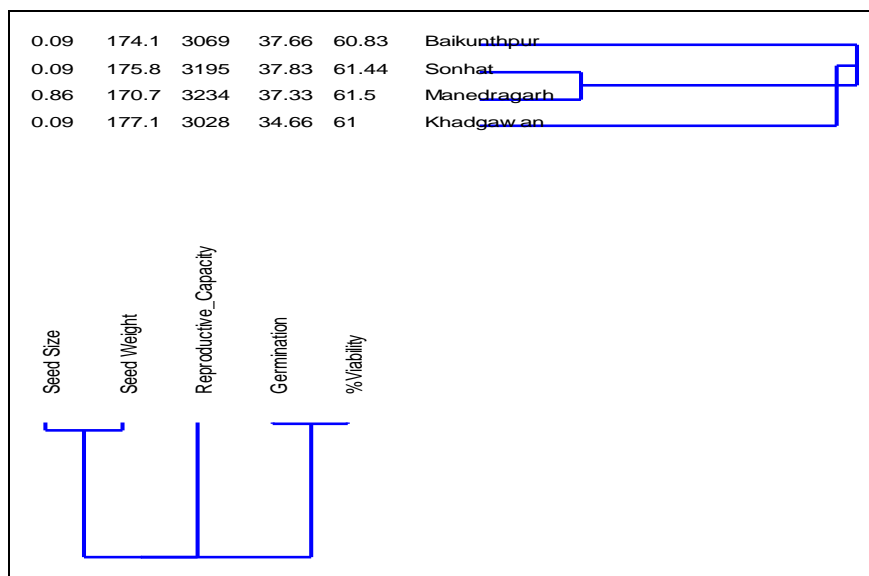 0.09 174.1 3069 37.66 60.83 Baikunthpur
0.09 175.8 3195 37.83 61.44 Sonhat
0.86 170.7 3234 37.33 61.5 Manedragarh
0.09 177.1 3028 34.66 61 Khadgawan
Seed Size
Seed Weight
Reproductive_Capacity
Germination
%Viability